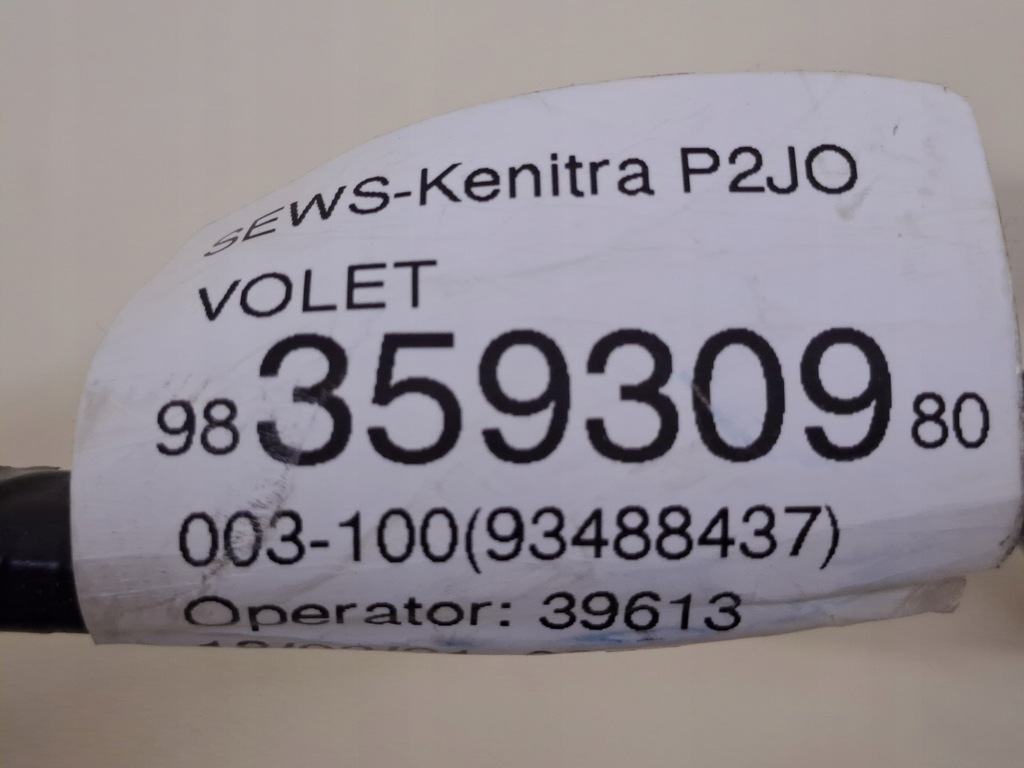 SEWS-Kenitra P2JO
VOLET
98 359309 80
003-100(93488437)
Operator: 39613